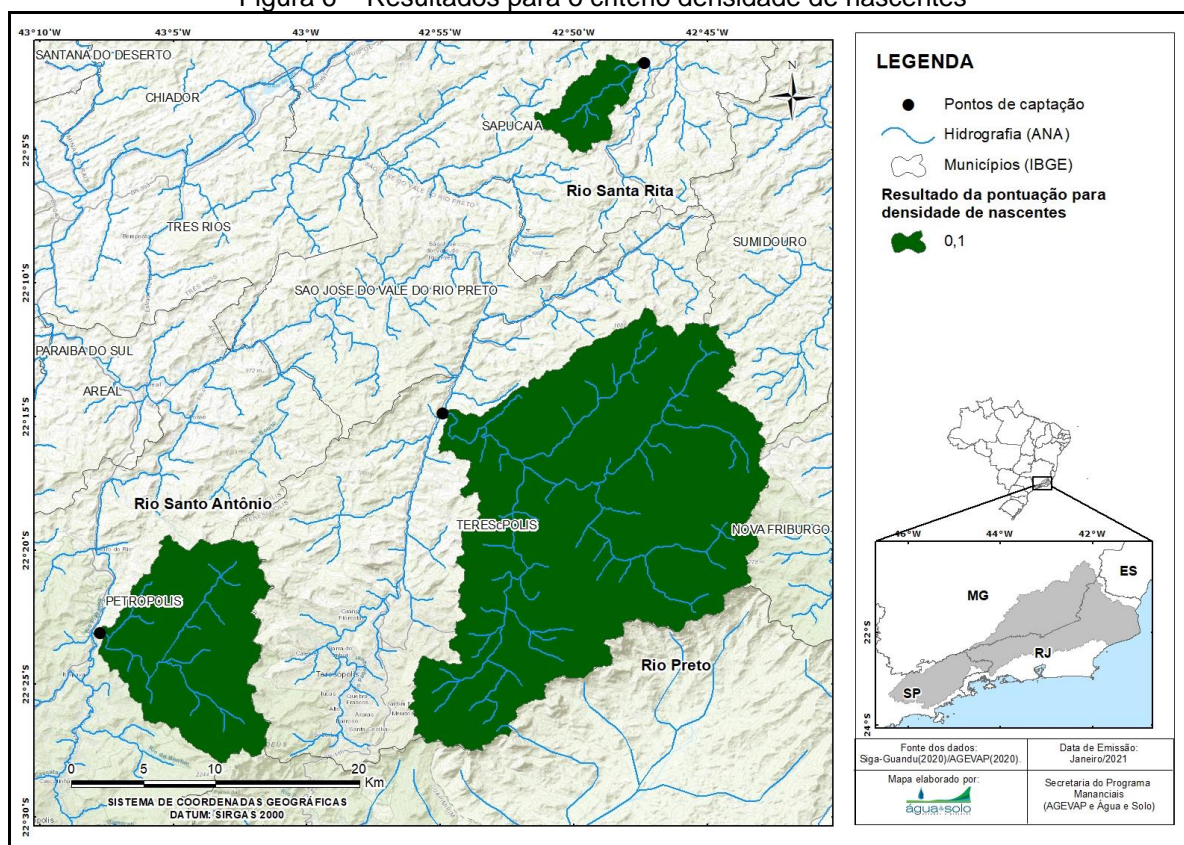 Figura 6 – Resultados para o critério densidade de nascentes
43°10'W
43°5'W
43°0'W
42°55'W
42°50'W
42°45'W
22°5'S
22°10'S
22°15'S
22°20'S
22°25'S
22°30'S
N
SANTANA DO DESERTO
CHIADOR
SAPUCAIA
Rio Santa Rita
TRES RIOS
SUMIDOURO
SAO JOSE DO VALE DO RIO PRETO
PARAIBA DO SUL
AREAL
Rio Santo Antônio
TEREScPOLIS
NOVA FRIBURGO
PETROPOLIS
Rio Preto
0 5 10 20
Km
SISTEMA DE COORDENADAS GEOGRÁFICAS
DATUM: SIRGAS 2000
LEGENDA
Pontos de captação
Hidrografia (ANA)
Municípios (IBGE)
Resultado da pontuação para
densidade de nascentes
0,1
46°W
44°W
42°W
22°S
24°S
ES
MG
RJ
SP
Fonte dos dados:
Siga-Guandu(2020)/AGEVAP(2020).
Data de Emissão:
Janeiro/2021
Mapa elaborado por:
água&solo
Secretaria do Programa
Mananciais
(AGEVAP e Água e Solo)